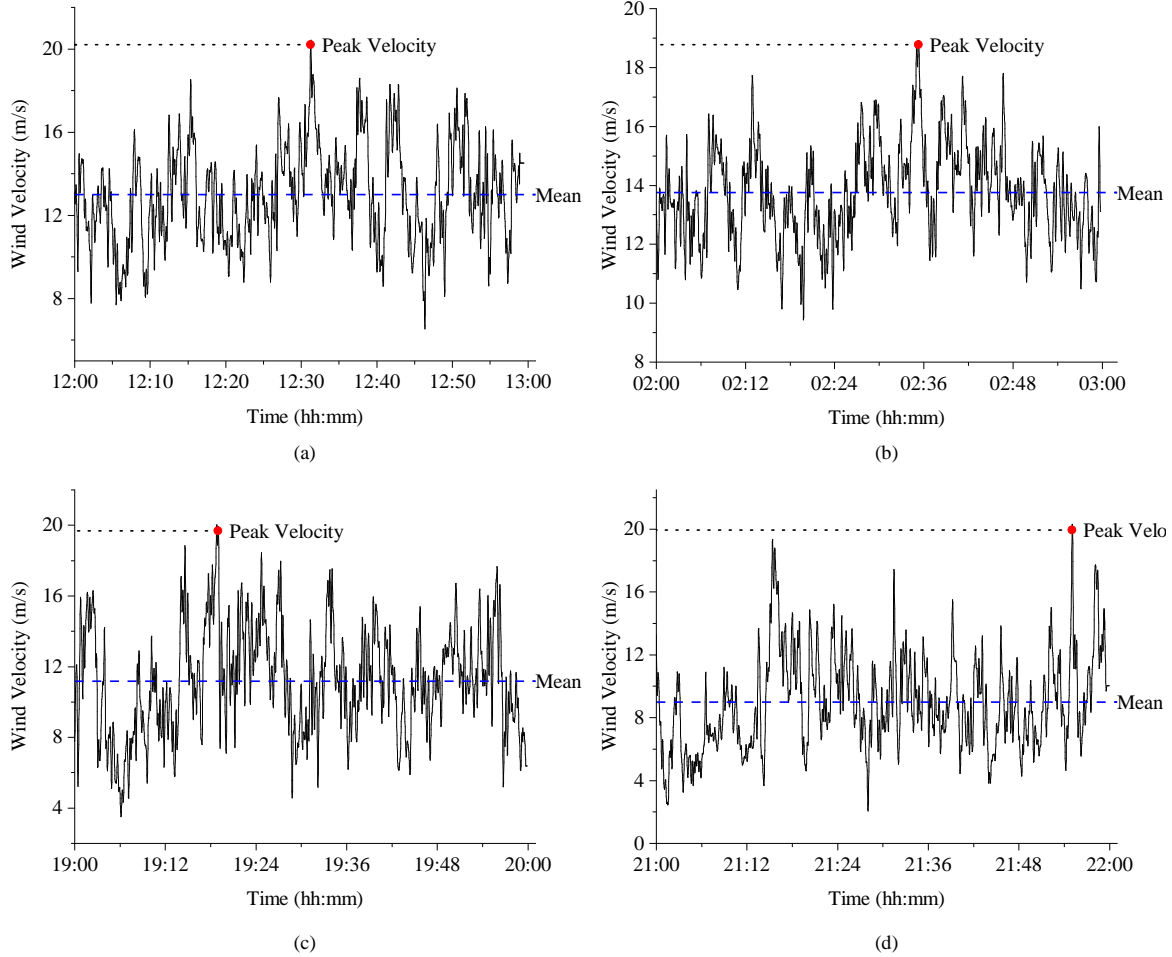 20
16
12
8
Wind Velocity (m/s)
Peak Velocity
Mean
12:00 12:10 12:20 12:30 12:40 12:50 13:00
Time (hh:mm)
(a)
20
18
16
14
12
10
8
Wind Velocity (m/s)
Peak Velocity
Mean
02:00 02:12 02:24 02:36 02:48 03:00
Time (hh:mm)
(b)
20
16
12
8
4
Wind Velocity (m/s)
Peak Velocity
Mean
19:00 19:12 19:24 19:36 19:48 20:00
Time (hh:mm)
(c)
20
16
12
8
4
0
Wind Velocity (m/s)
Peak Velo
Mean
21:00 21:12 21:24 21:36 21:48 22:00
Time (hh:mm)
(d)